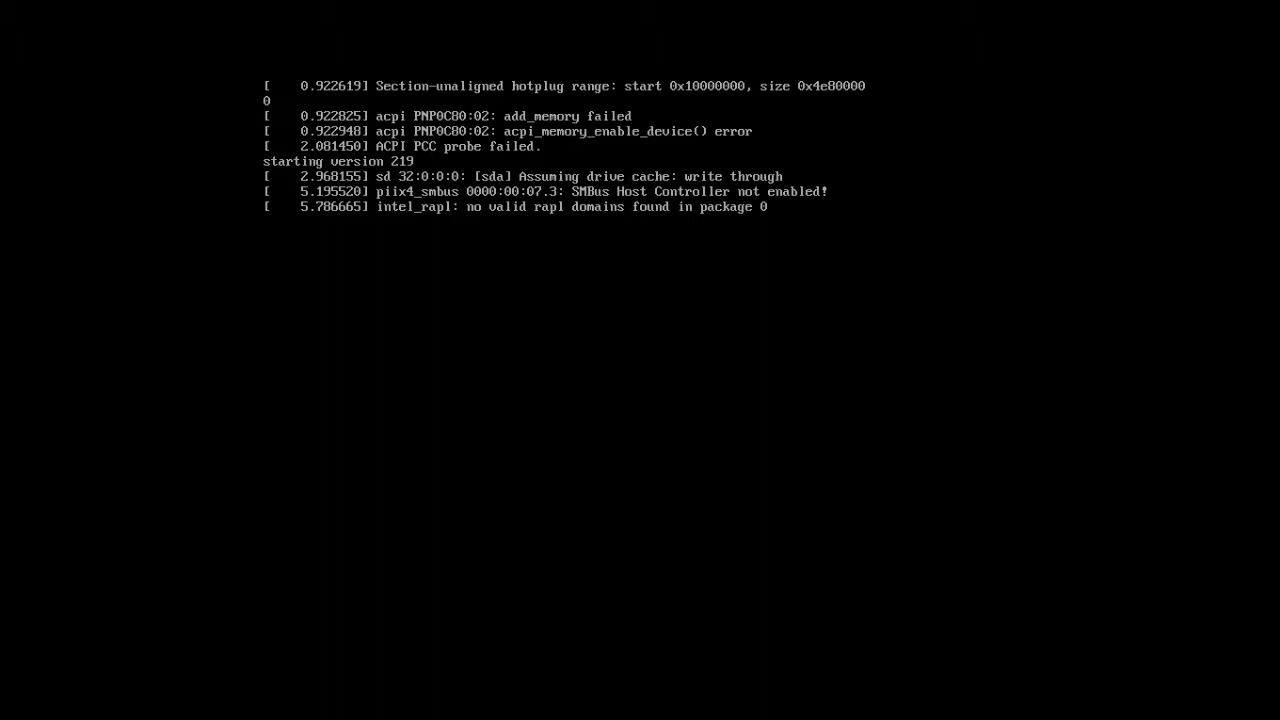 [    0.922619] Section-unaligned hotplug range: start 0x10000000, size 0x4e80000
0
[    0.922825] acpi PNP0C80:02: add_memory failed
[    0.922948] acpi PNP0C80:02: acpi_memory_enable_device() error
[    2.081450] ACPI PCC probe failed.
starting version 219
[    2.968155] sd 32:0:0:0: [sda] Assuming drive cache: write through
[    5.195520] piix4_smbus 0000:00:07.3: SMBus Host Controller not enabled!
[    5.786665] intel_rapl: no valid rapl domains found in package 0